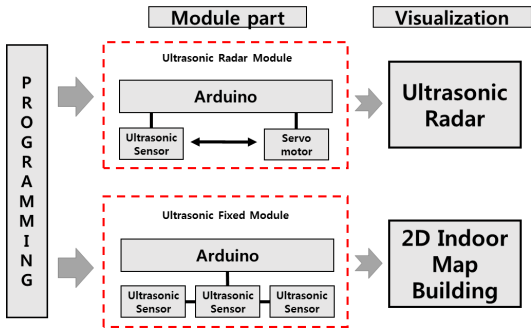 Module part
Visualization
PROGRAMMING
Ultrasonic Radar Module
Arduino
Ultrasonic
Sensor
Servo
motor
Ultrasonic
Radar
Ultrasonic Fixed Module
Arduino
Ultrasonic
Sensor
Ultrasonic
Sensor
Ultrasonic
Sensor
2D Indoor
Map
Building